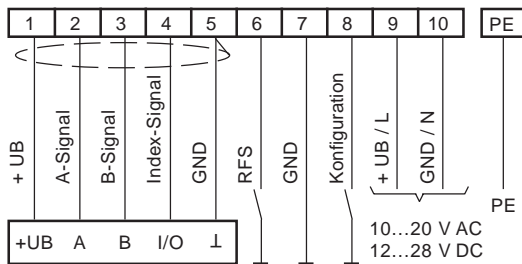 1 2 3 4 5 6 7 8 9 10 PE
+ UB
A-Signal
B-Signal
Index-Signal
GND
RFS
GND
Konfiguration
+ UB / L
GND / N
PE
+UB A B I/O ⊥
10...20 V AC
12...28 V DC